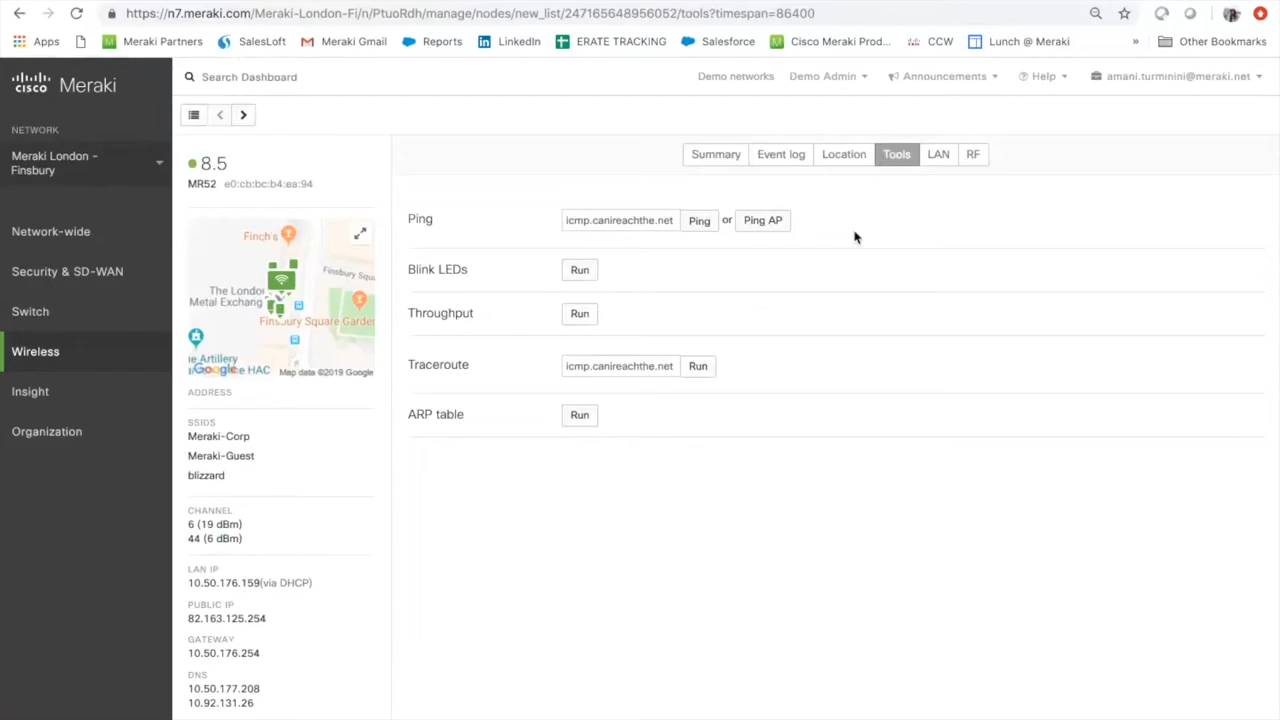 https://n7.meraki.com/Meraki-London-Fi/n/PtuoRdh/manage/nodes/new_list/247165648956052/tools?timespan=86400
Apps
Meraki Partners
SalesLoft
Meraki Gmail
Reports
LinkedIn
ERATE TRACKING
Salesforce
Cisco Meraki Prod...
CCW
Lunch @ Meraki
»
Other Bookmarks
cisco Meraki
Search Dashboard
Demo networks
Demo Admin
Announcements
Help
amani.turminini@meraki.net
NETWORK
Meraki London -
Finsbury
Network-wide
Security & SD-WAN
Switch
Wireless
Insight
Organization
8.5
MR52 e0:cb:bc:b4:ea:94
Finch's
Finsbury Squ
The London
Metal Exchang
Finsbury Square Garden
e Artillery
Google
e HAC
Map data ©2019 Google
ADDRESS
SSIDS
Meraki-Corp
Meraki-Guest
blizzard
CHANNEL
6 (19 dBm)
44 (6 dBm)
LAN IP
10.50.176.159(via DHCP)
PUBLIC IP
82.163.125.254
GATEWAY
10.50.176.254
DNS
10.50.177.208
10.92.131.26
Summary
Event log
Location
Tools
LAN
RF
Ping
icmp.canireachthe.net
Ping
or
Ping AP
Blink LEDs
Run
Throughput
Run
Traceroute
icmp.canireachthe.net
Run
ARP table
Run